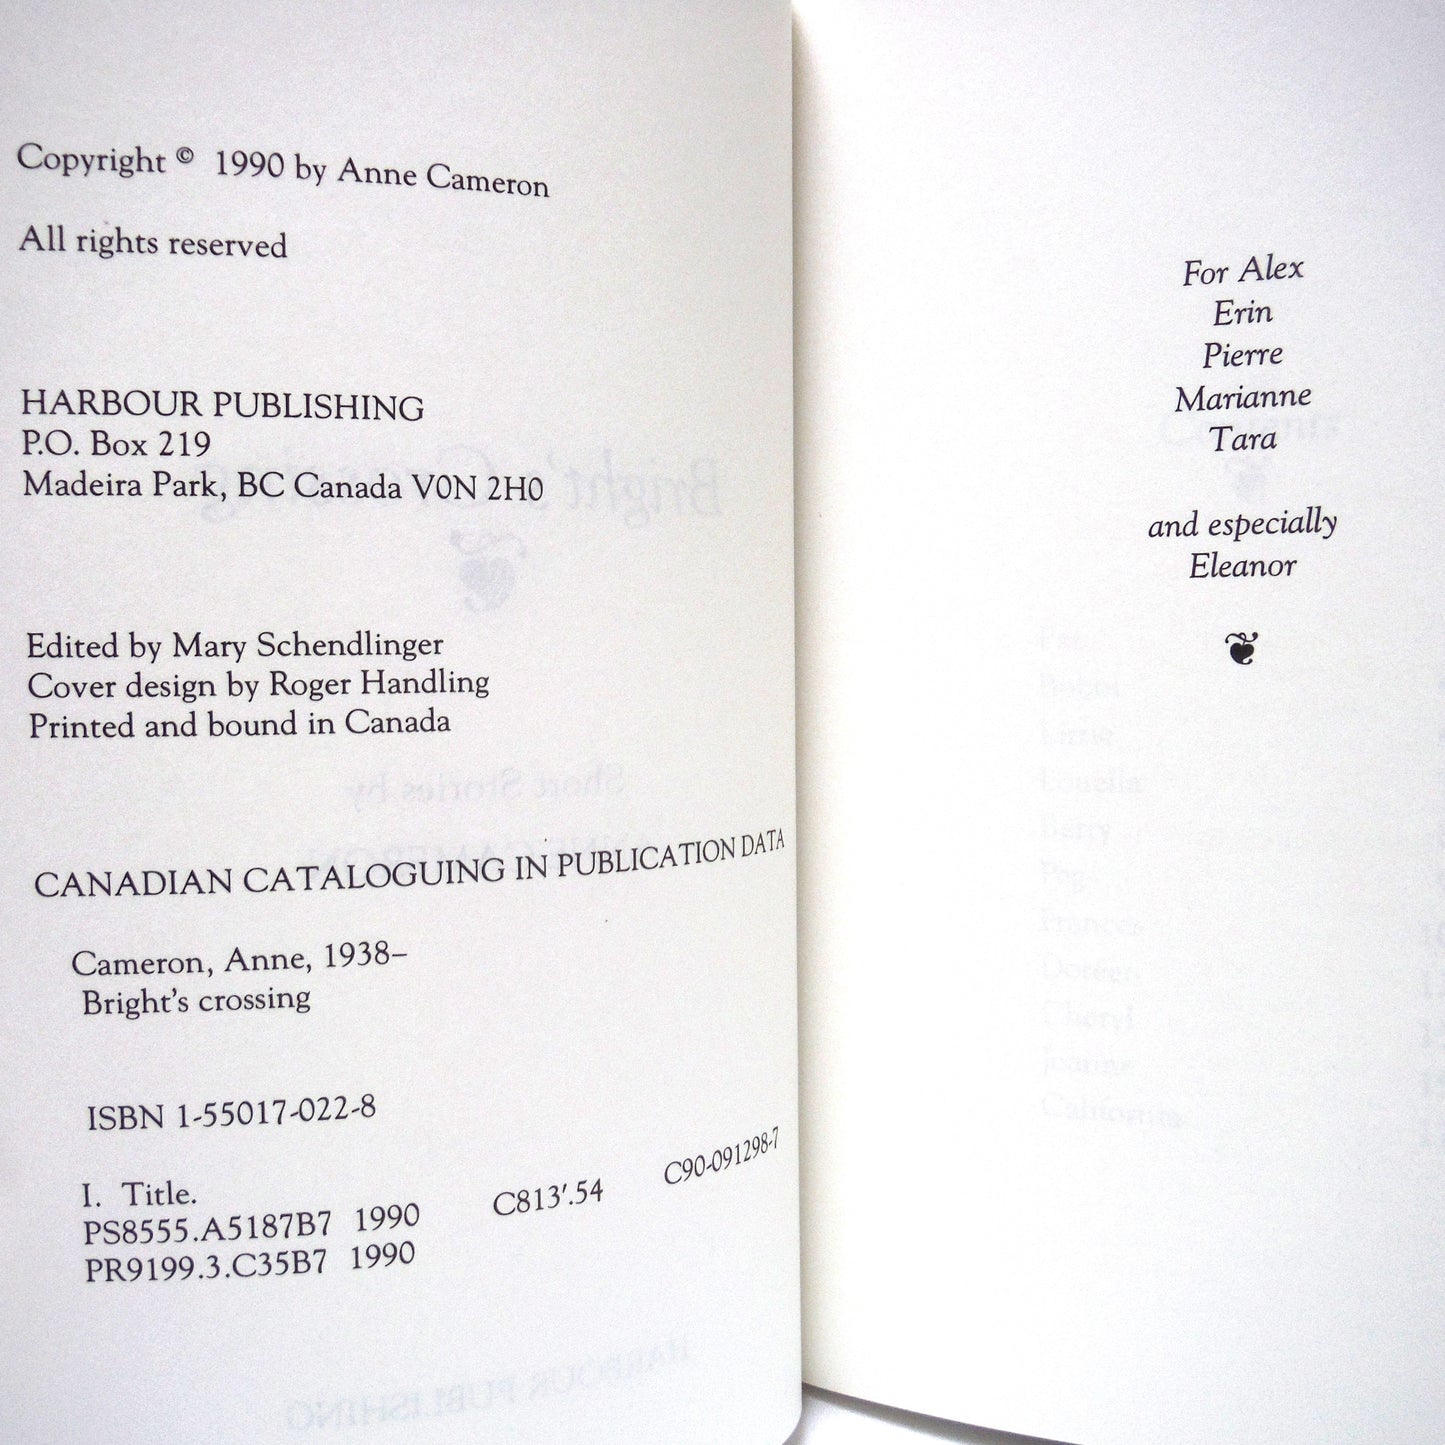 Copyright © 1990 by Anne Cameron
All rights reserved
HARBOUR PUBLISHING
P.O. Box 219
Madeira Park, BC Canada V0N 2H0
Edited by Mary Schendlinger
Cover design by Roger Handling
Printed and bound in Canada
CANADIAN CATALOGUING IN PUBLICATION DATA
Cameron, Anne, 1938–
Bright's crossing
ISBN 1-55017-022-8
I. Title.
PS8555.A5187B7 1990 C813'.54 C90-091298-7
PR9199.3.C35B7 1990
For Alex
Erin
Pierre
Marianne
Tara
and especially
Eleanor